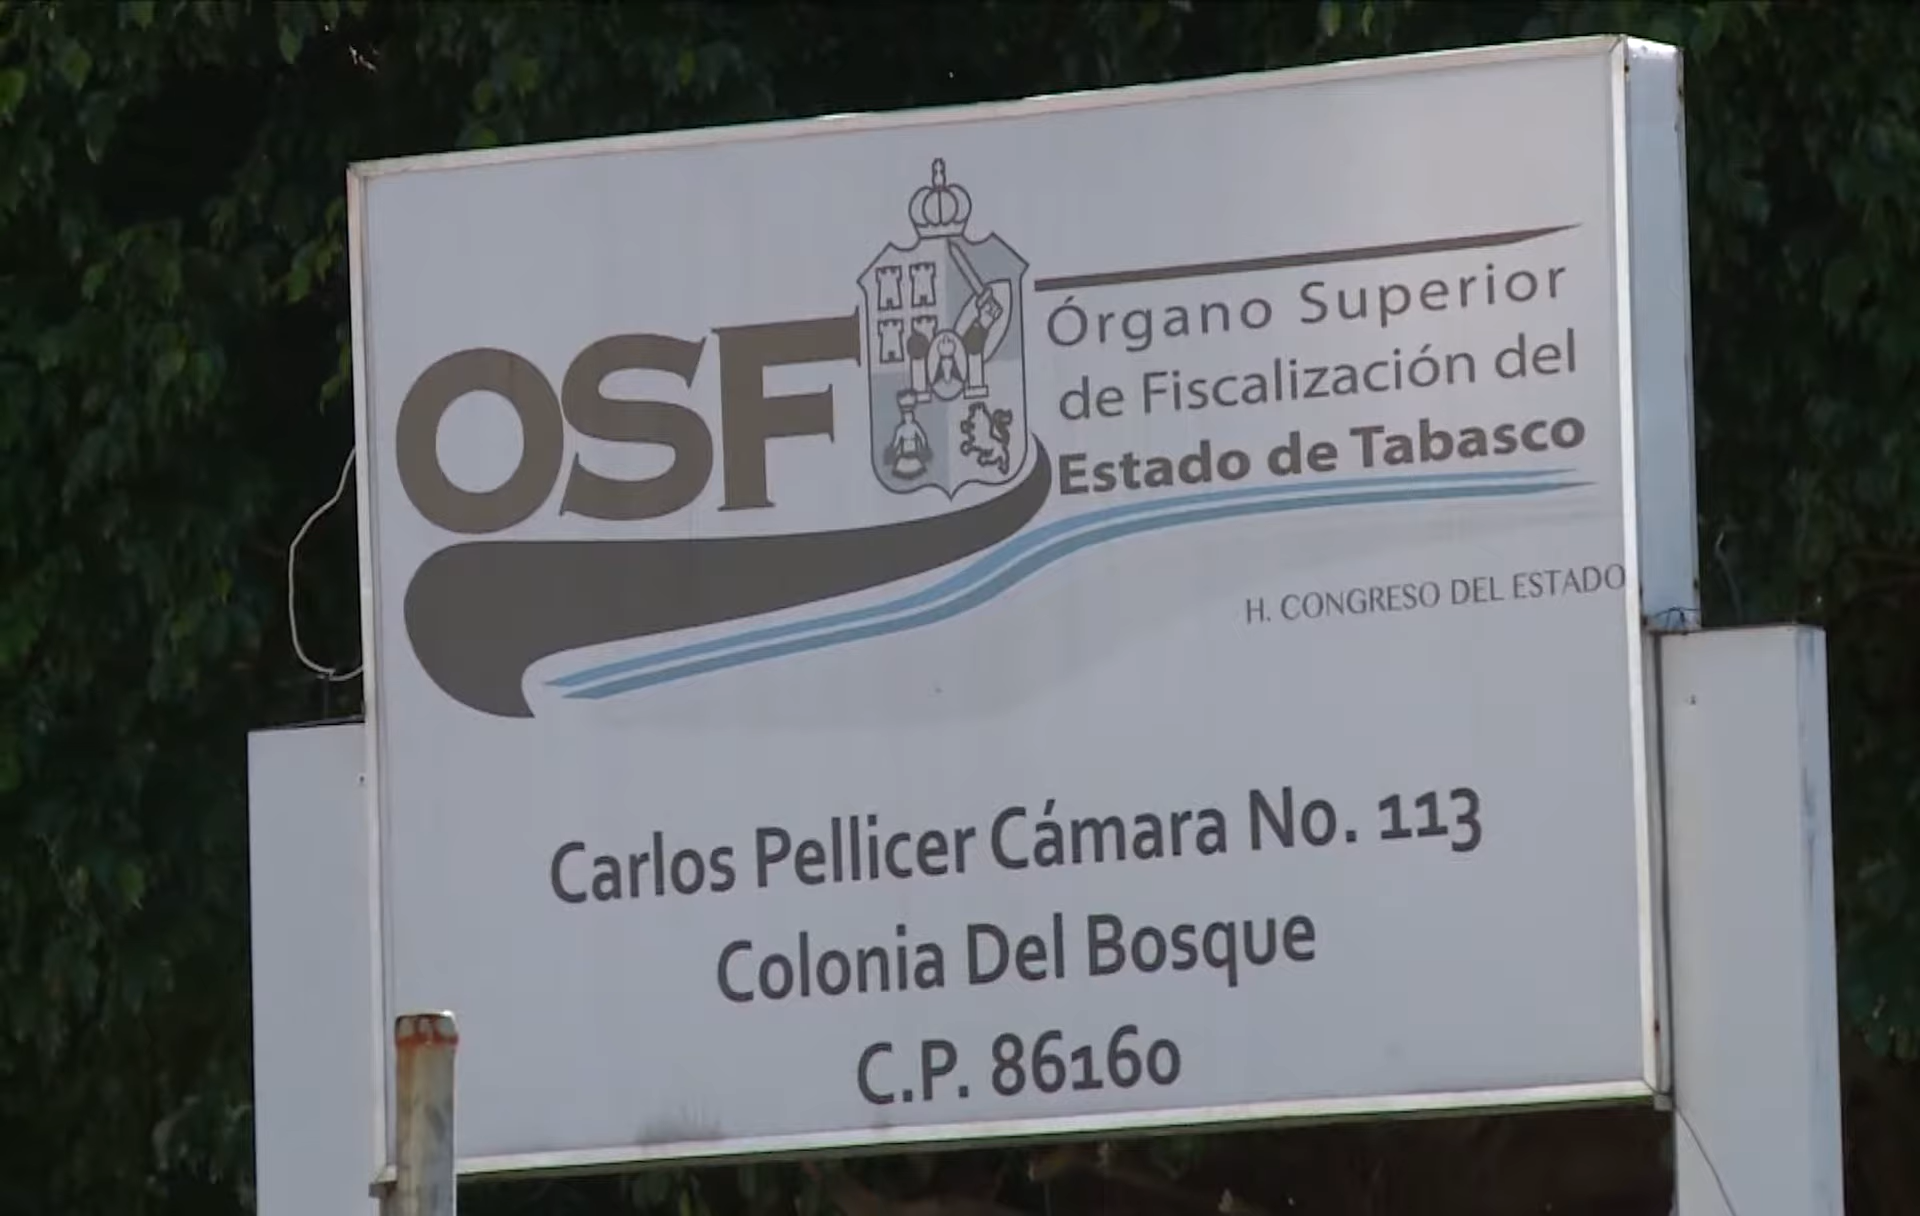 OSF
Órgano Superior
de Fiscalización del
Estado de Tabasco
H. CONGRESO DEL ESTADO
Carlos Pellicer Cámara No. 113
Colonia Del Bosque
C.P. 86160